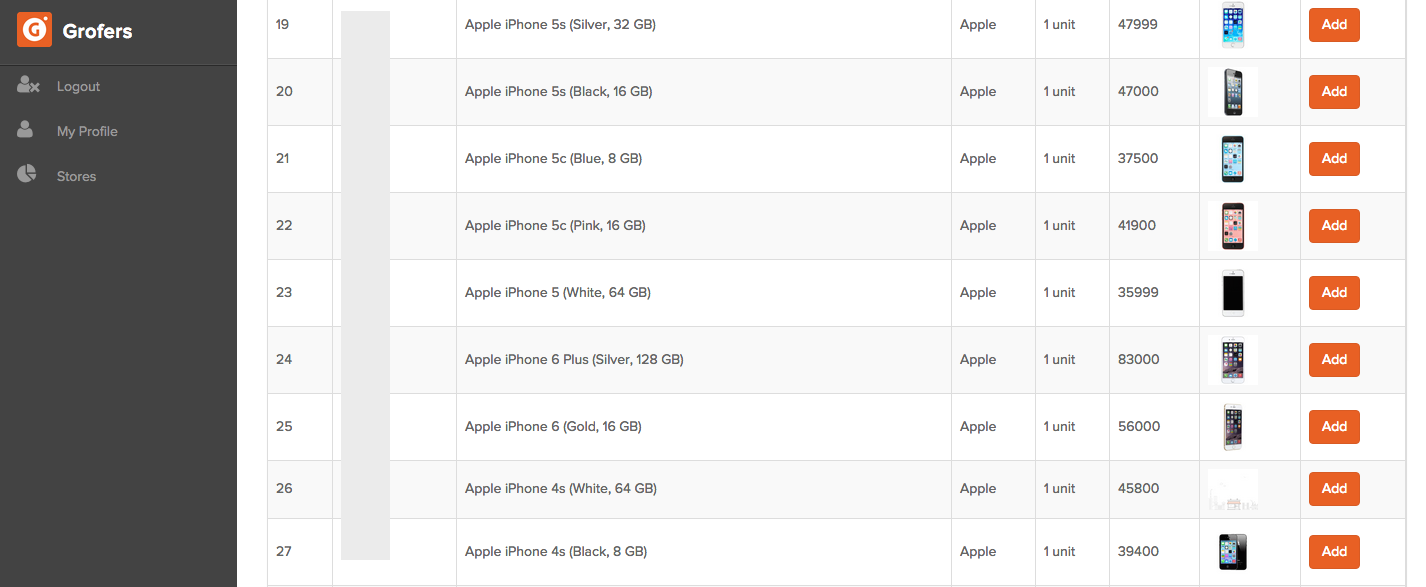 Grofers
Logout
My Profile
Stores
19 Apple iPhone 5s (Silver, 32 GB) Apple 1 unit 47999 Add
20 Apple iPhone 5s (Black, 16 GB) Apple 1 unit 47000 Add
21 Apple iPhone 5c (Blue, 8 GB) Apple 1 unit 37500 Add
22 Apple iPhone 5c (Pink, 16 GB) Apple 1 unit 41900 Add
23 Apple iPhone 5 (White, 64 GB) Apple 1 unit 35999 Add
24 Apple iPhone 6 Plus (Silver, 128 GB) Apple 1 unit 83000 Add
25 Apple iPhone 6 (Gold, 16 GB) Apple 1 unit 56000 Add
26 Apple iPhone 4s (White, 64 GB) Apple 1 unit 45800 Add
27 Apple iPhone 4s (Black, 8 GB) Apple 1 unit 39400 Add